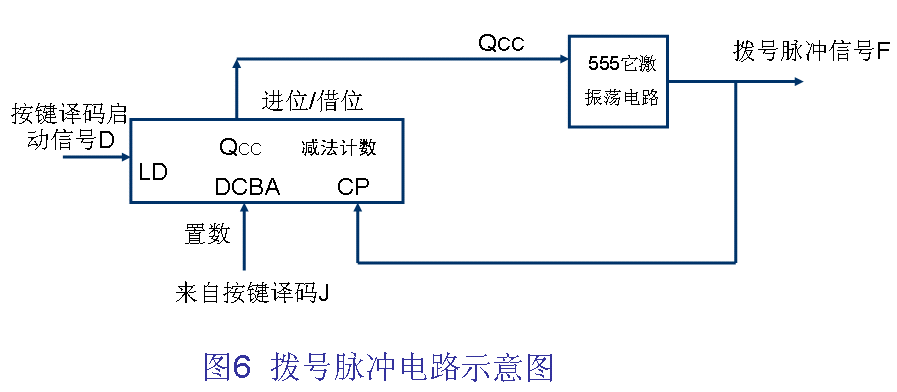 Qcc
555它激
振荡电路
拨号脉冲信号F
进位/借位
按键译码启
动信号D
LD
Qcc
减法计数
DCBA
CP
置数
来自按键译码J
图6 拨号脉冲电路示意图